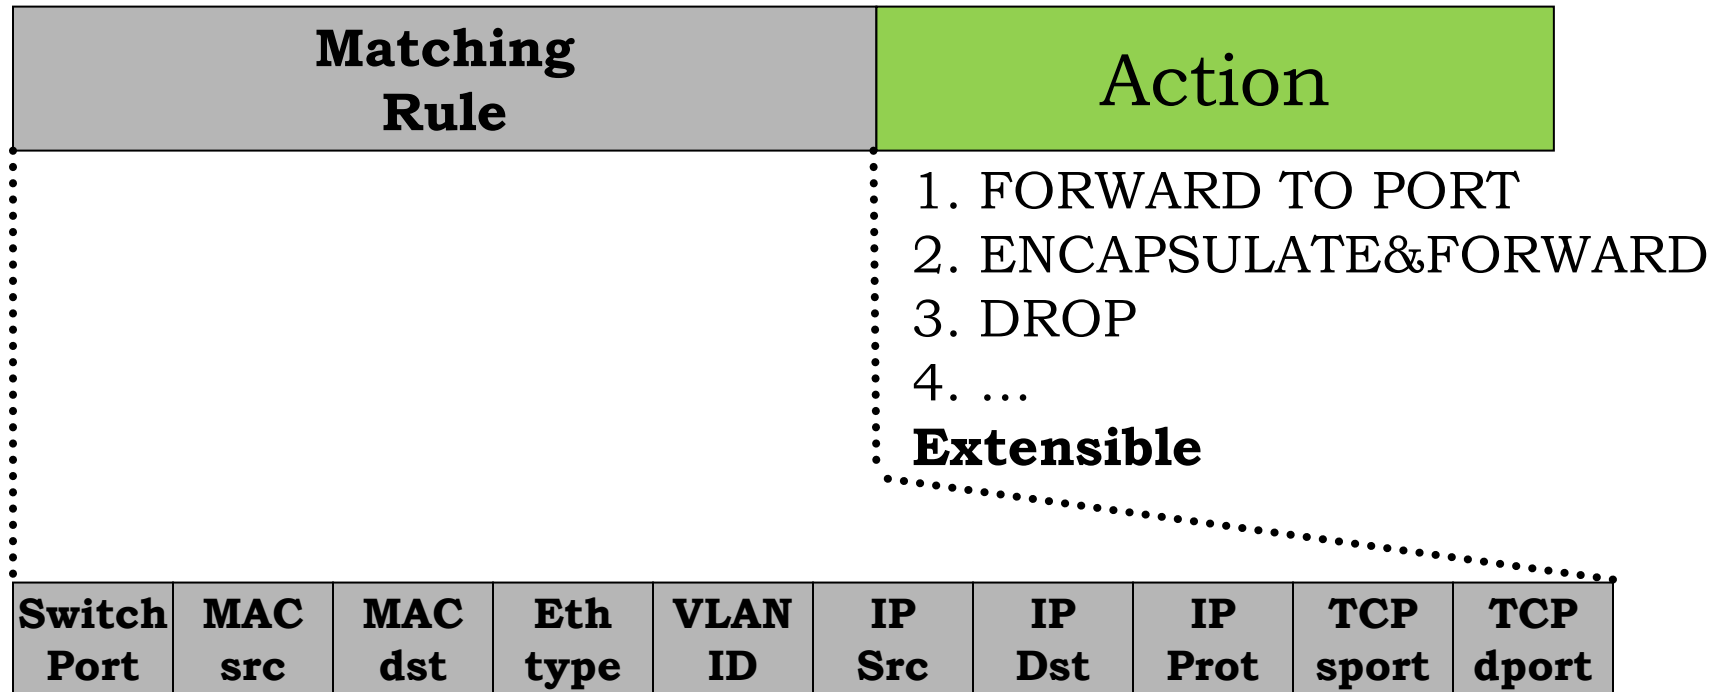 Matching
Rule
Action
1. FORWARD TO PORT
2. ENCAPSULATE&FORWARD
3. DROP
4. ...
Extensible
Switch Port
MAC src
MAC dst
Eth type
VLAN ID
IP Src
IP Dst
IP Prot
TCP sport
TCP dport